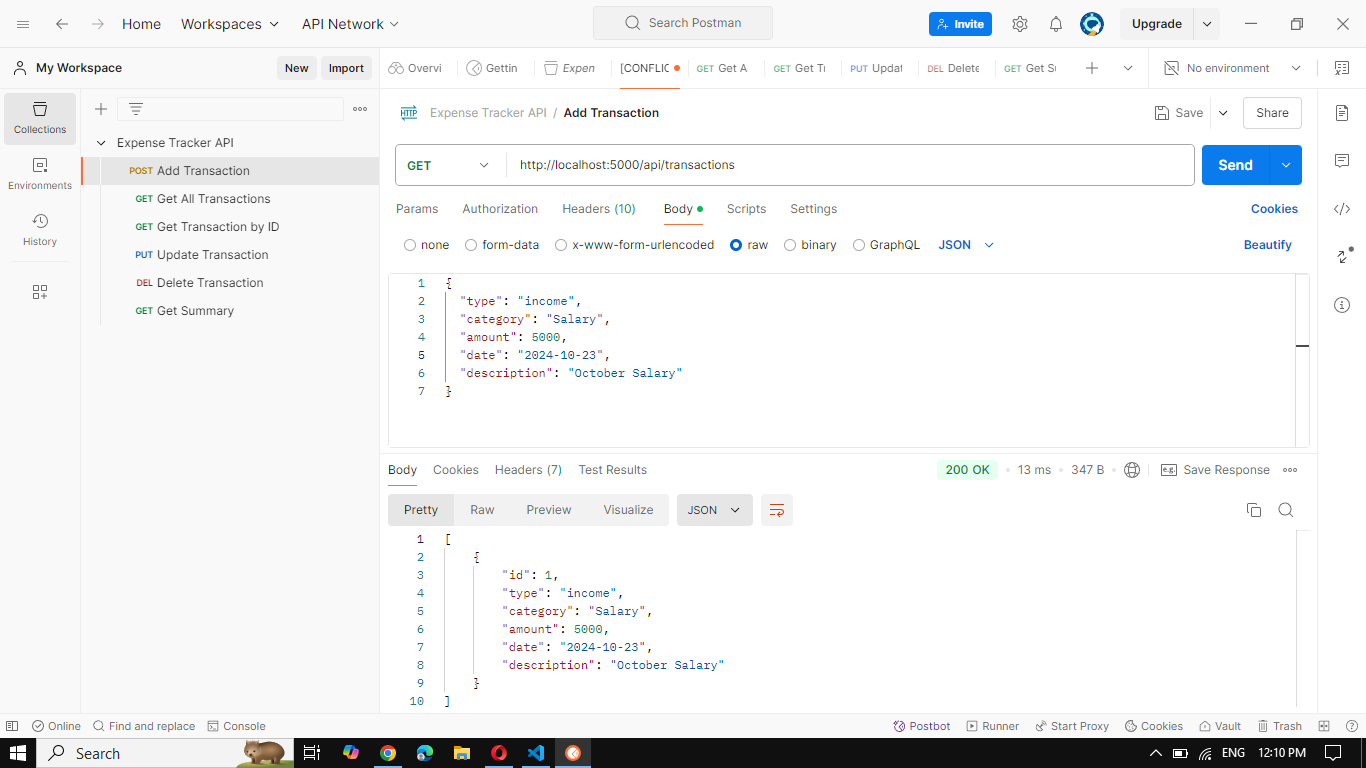 Home Workspaces API Network Search Postman Invite Upgrade
My Workspace New Import Overvi Gettin Expen [CONFLIC GET Get A GET Get Tr PUT Updat DEL Delete GET Get Su No environment
Collections
Environments
History
Expense Tracker API
POST Add Transaction
GET Get All Transactions
GET Get Transaction by ID
PUT Update Transaction
DEL Delete Transaction
GET Get Summary
HTTP Expense Tracker API / Add Transaction Save Share
GET http://localhost:5000/api/transactions Send
Params Authorization Headers (10) Body Scripts Settings Cookies
none form-data x-www-form-urlencoded raw binary GraphQL JSON Beautify
1 {
2 "type": "income",
3 "category": "Salary",
4 "amount": 5000,
5 "date": "2024-10-23",
6 "description": "October Salary"
7 }
Body Cookies Headers (7) Test Results 200 OK 13 ms 347 B e.g. Save Response
Pretty Raw Preview Visualize JSON
1 [
2 {
3 "id": 1,
4 "type": "income",
5 "category": "Salary",
6 "amount": 5000,
7 "date": "2024-10-23",
8 "description": "October Salary"
9 }
10 ]
Online Find and replace Console Postbot Runner Start Proxy Cookies Vault Trash
Search ENG 12:10 PM